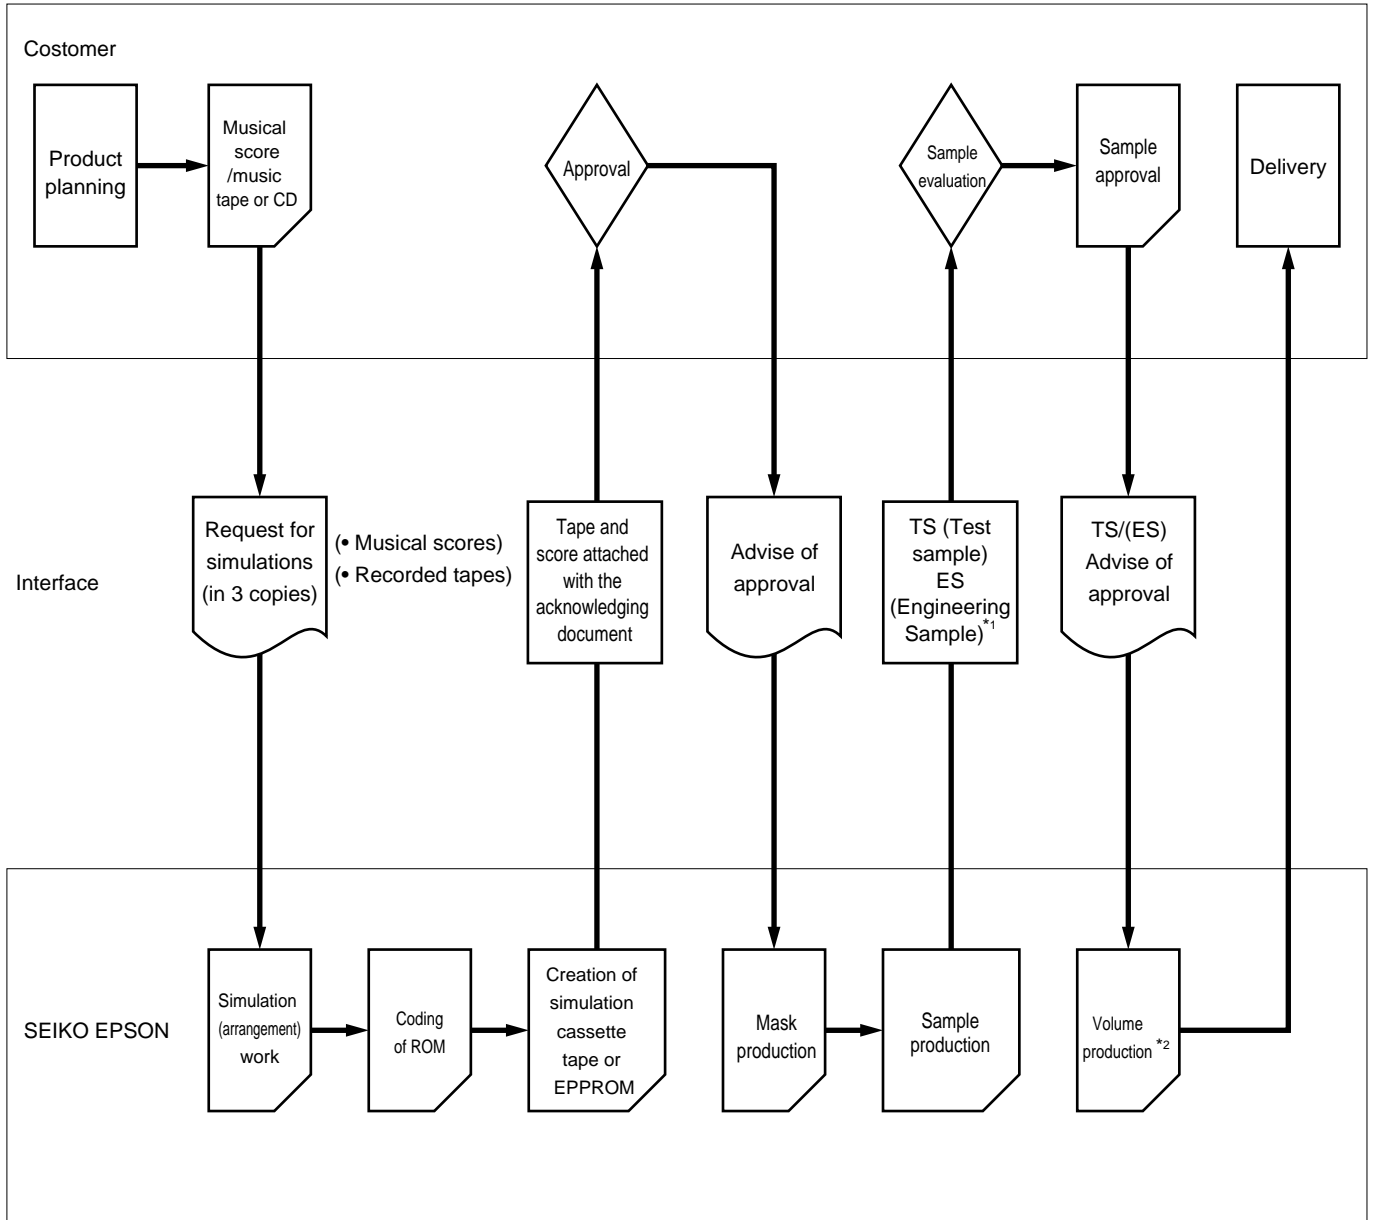 Costomer
Product
planning
Musical
score
/music
tape or CD
Approval
Sample
evaluation
Sample
approval
Delivery
Interface
Request for
simulations
(in 3 copies)
(• Musical scores)
(• Recorded tapes)
Tape and
score attached
with the
acknowledging
document
Advise of
approval
TS (Test
sample)
ES
(Engineering
Sample)*1
TS/(ES)
Advise of
approval
SEIKO EPSON
Simulation
(arrangement)
work
Coding
of ROM
Creation of
simulation
cassette
tape or
EPPROM
Mask
production
Sample
production
Volume
production *2